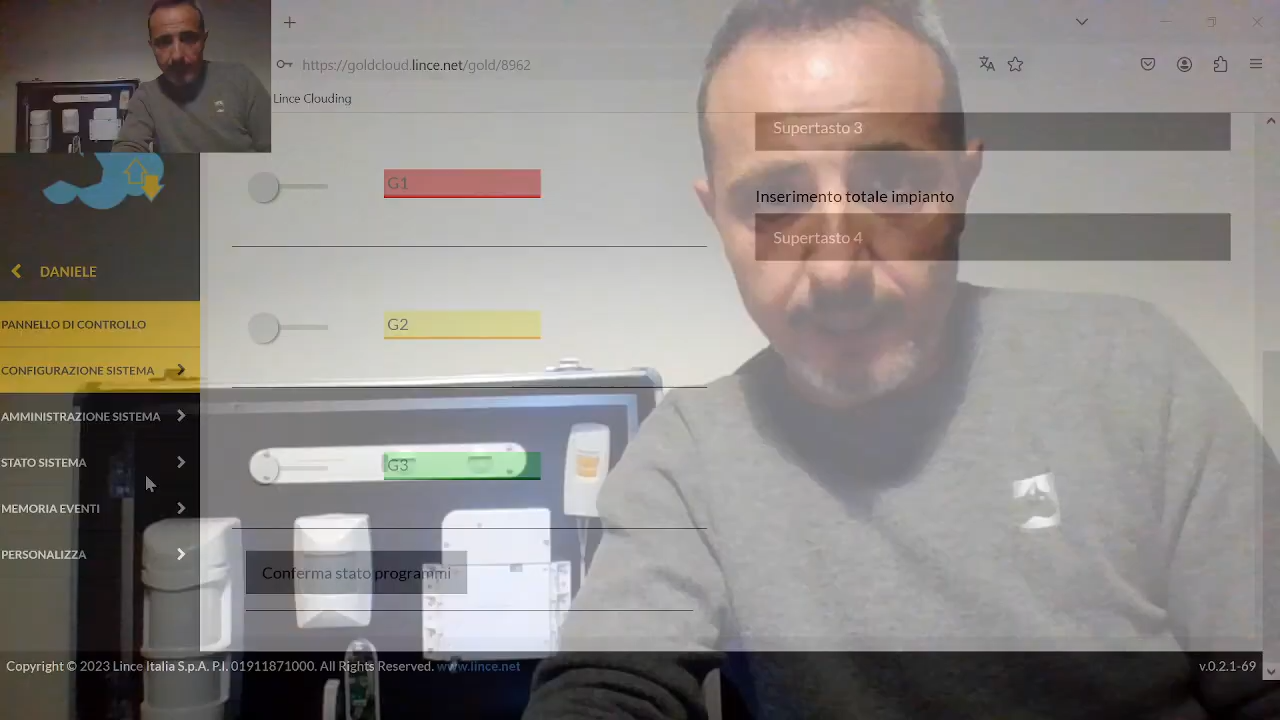 https://goldcloud.lince.net/gold/8962
Lince Clouding
DANIELE
PANNELLO DI CONTROLLO
CONFIGURAZIONE SISTEMA
AMMINISTRAZIONE SISTEMA
STATO SISTEMA
MEMORIA EVENTI
PERSONALIZZA
G1
G2
G3
Conferma stato programmi
Supertasto 3
Inserimento totale impianto
Supertasto 4
Copyright © 2023 Lince Italia S.p.A. P.I. 01911871000. All Rights Reserved. www.lince.net
v.0.2.1-69